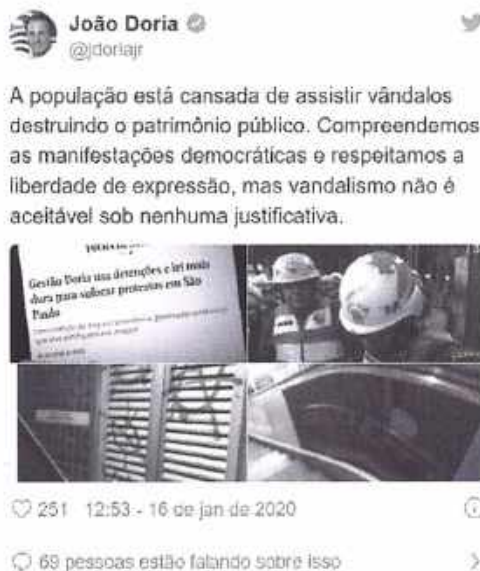 João Doria
@jdoriajr
A população está cansada de assistir vândalos
destruindo o patrimônio público. Compreendemos
as manifestações democráticas e respeitamos a
liberdade de expressão, mas vandalismo não é
aceitável sob nenhuma justificativa.
Gestão Doria usa detenções e lei mais
dura para sufocar protestos em São
Paulo
251 12:53 - 16 de jan de 2020
69 pessoas estão falando sobre isso